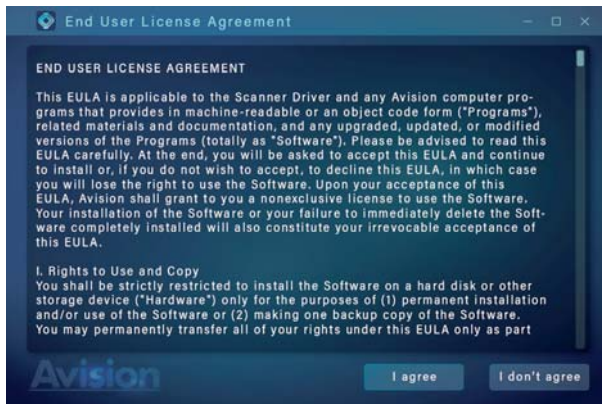 End User License Agreement
END USER LICENSE AGREEMENT
This EULA is applicable to the Scanner Driver and any Avision computer pro-
grams that provides in machine-readable or an object code form ("Programs"),
related materials and documentation, and any upgraded, updated, or modified
versions of the Programs (totally as "Software"). Please be advised to read this
EULA carefully. At the end, you will be asked to accept this EULA and continue
to install or, if you do not wish to accept, to decline this EULA, in which case
you will lose the right to use the Software. Upon your acceptance of this
EULA, Avision shall grant to you a nonexclusive license to use the Software.
Your installation of the Software or your failure to immediately delete the Soft-
ware completely installed will also constitute your irrevocable acceptance of
this EULA.
I. Rights to Use and Copy
You shall be strictly restricted to install the Software on a hard disk or other
storage device ("Hardware") only for the purposes of (1) permanent installation
and/or use of the Software or (2) making one backup copy of the Software.
You may permanently transfer all of your rights under this EULA only as part
Avision
I agree
I don't agree